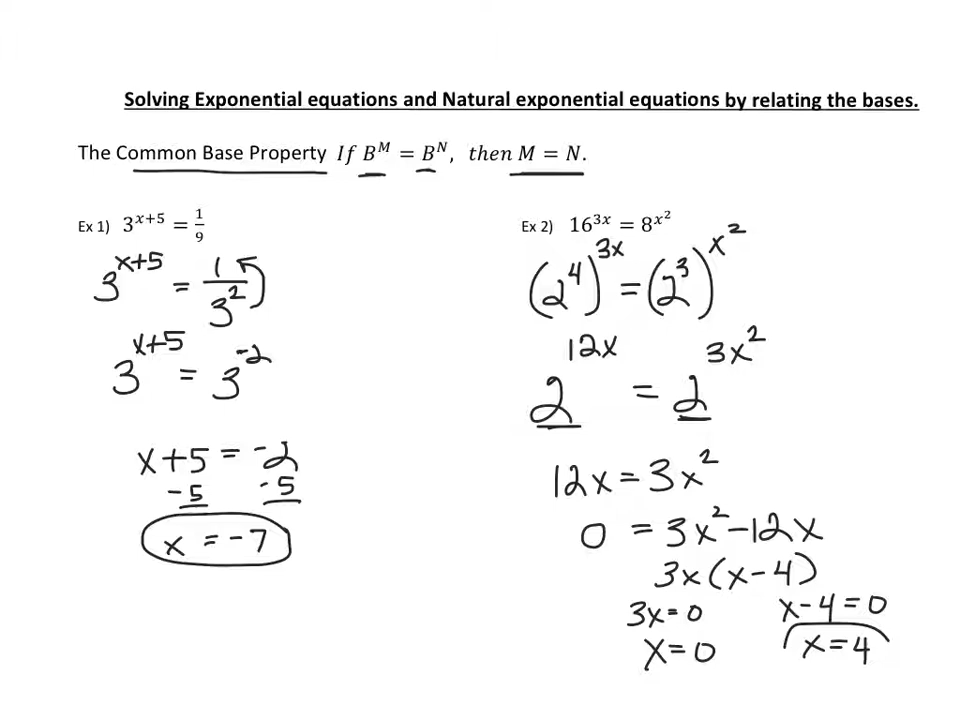 Solving Exponential equations and Natural exponential equations by relating the bases.
The Common Base Property If B^M = B^N, then M = N.
Ex 1) 3^(x+5) = 1/9
3^(x+5) = 1/3^2
3^(x+5) = 3^-2
x+5 = -2
-5 -5
x = -7
Ex 2) 16^(3x) = 8^(x^2)
(2^4)^(3x) = (2^3)^(x^2)
2^(12x) = 2^(3x^2)
12x = 3x^2
0 = 3x^2 - 12x
3x(x-4)
3x=0 x-4=0
x=0 x=4